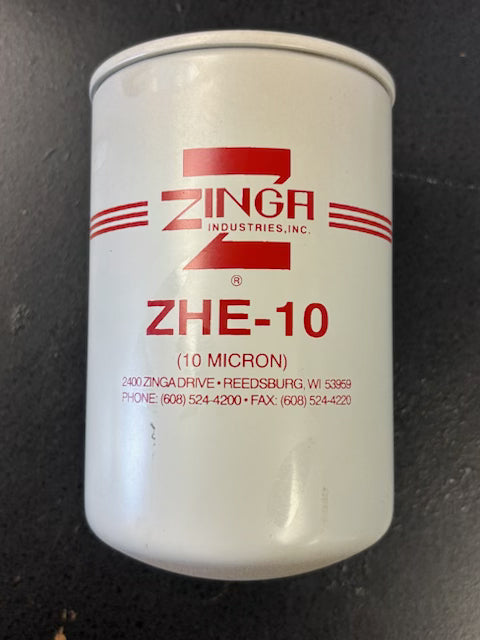 ZINGA
INDUSTRIES, INC.
®
ZHE-10
(10 MICRON)
2400 ZINGA DRIVE • REEDSBURG, WI 53959
PHONE: (608) 524-4200 • FAX: (608) 524-4220